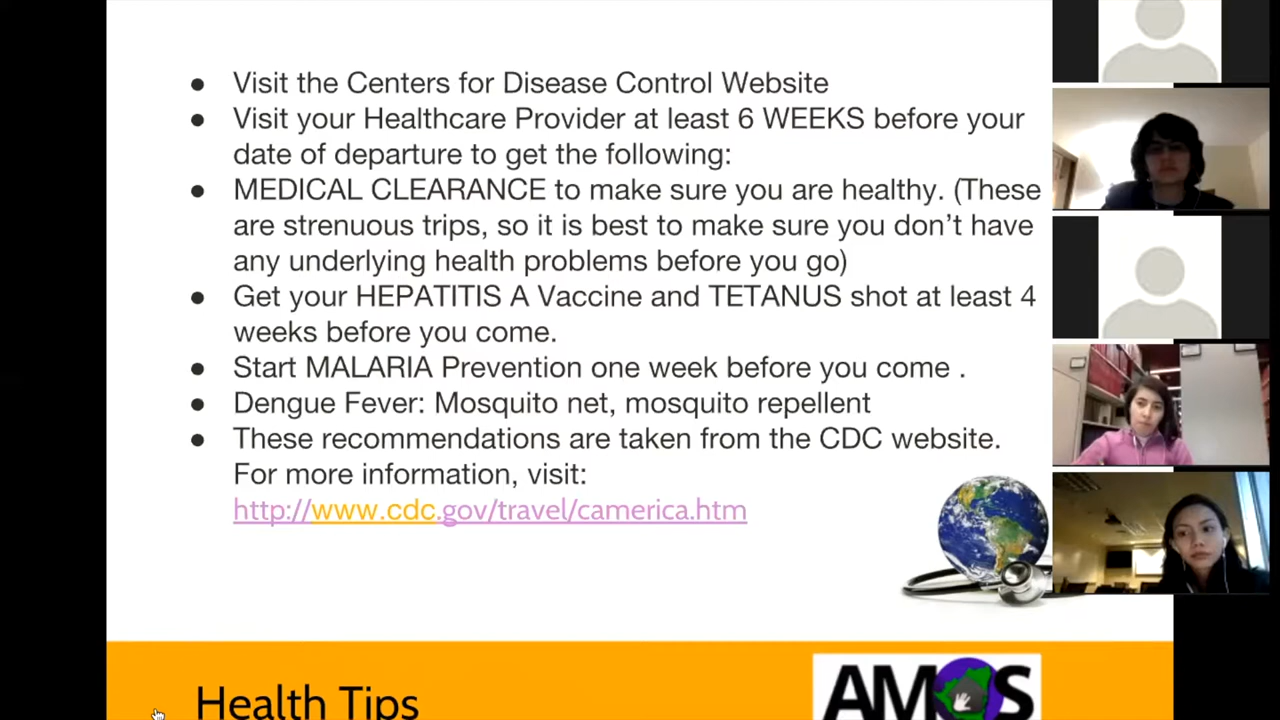 ● Visit the Centers for Disease Control Website
● Visit your Healthcare Provider at least 6 WEEKS before your
date of departure to get the following:
● MEDICAL CLEARANCE to make sure you are healthy. (These
are strenuous trips, so it is best to make sure you don’t have
any underlying health problems before you go)
● Get your HEPATITIS A Vaccine and TETANUS shot at least 4
weeks before you come.
● Start MALARIA Prevention one week before you come .
● Dengue Fever: Mosquito net, mosquito repellent
● These recommendations are taken from the CDC website.
For more information, visit:
http://www.cdc.gov/travel/camerica.htm
Health Tips
AMOS